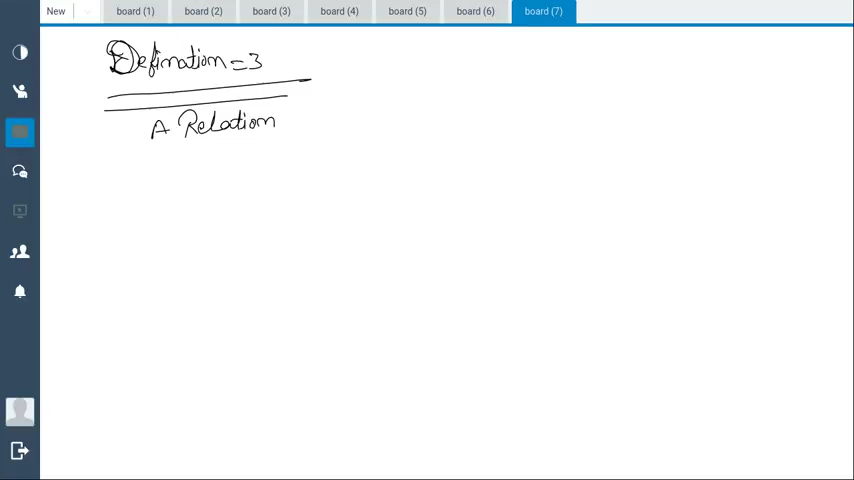 New board (1) board (2) board (3) board (4) board (5) board (6) board (7)
Defination = 3
A Relation